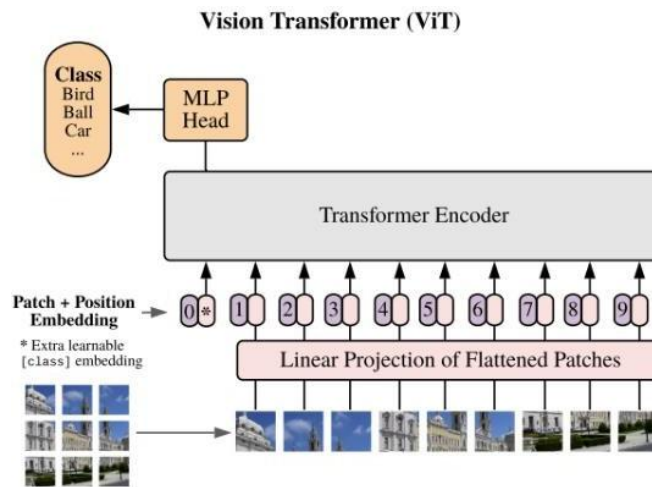 Vision Transformer (ViT)
Class
Bird
Ball
Car
...
MLP
Head
Transformer Encoder
Patch + Position
Embedding
0 * 1 2 3 4 5 6 7 8 9
* Extra learnable
[class] embedding
Linear Projection of Flattened Patches